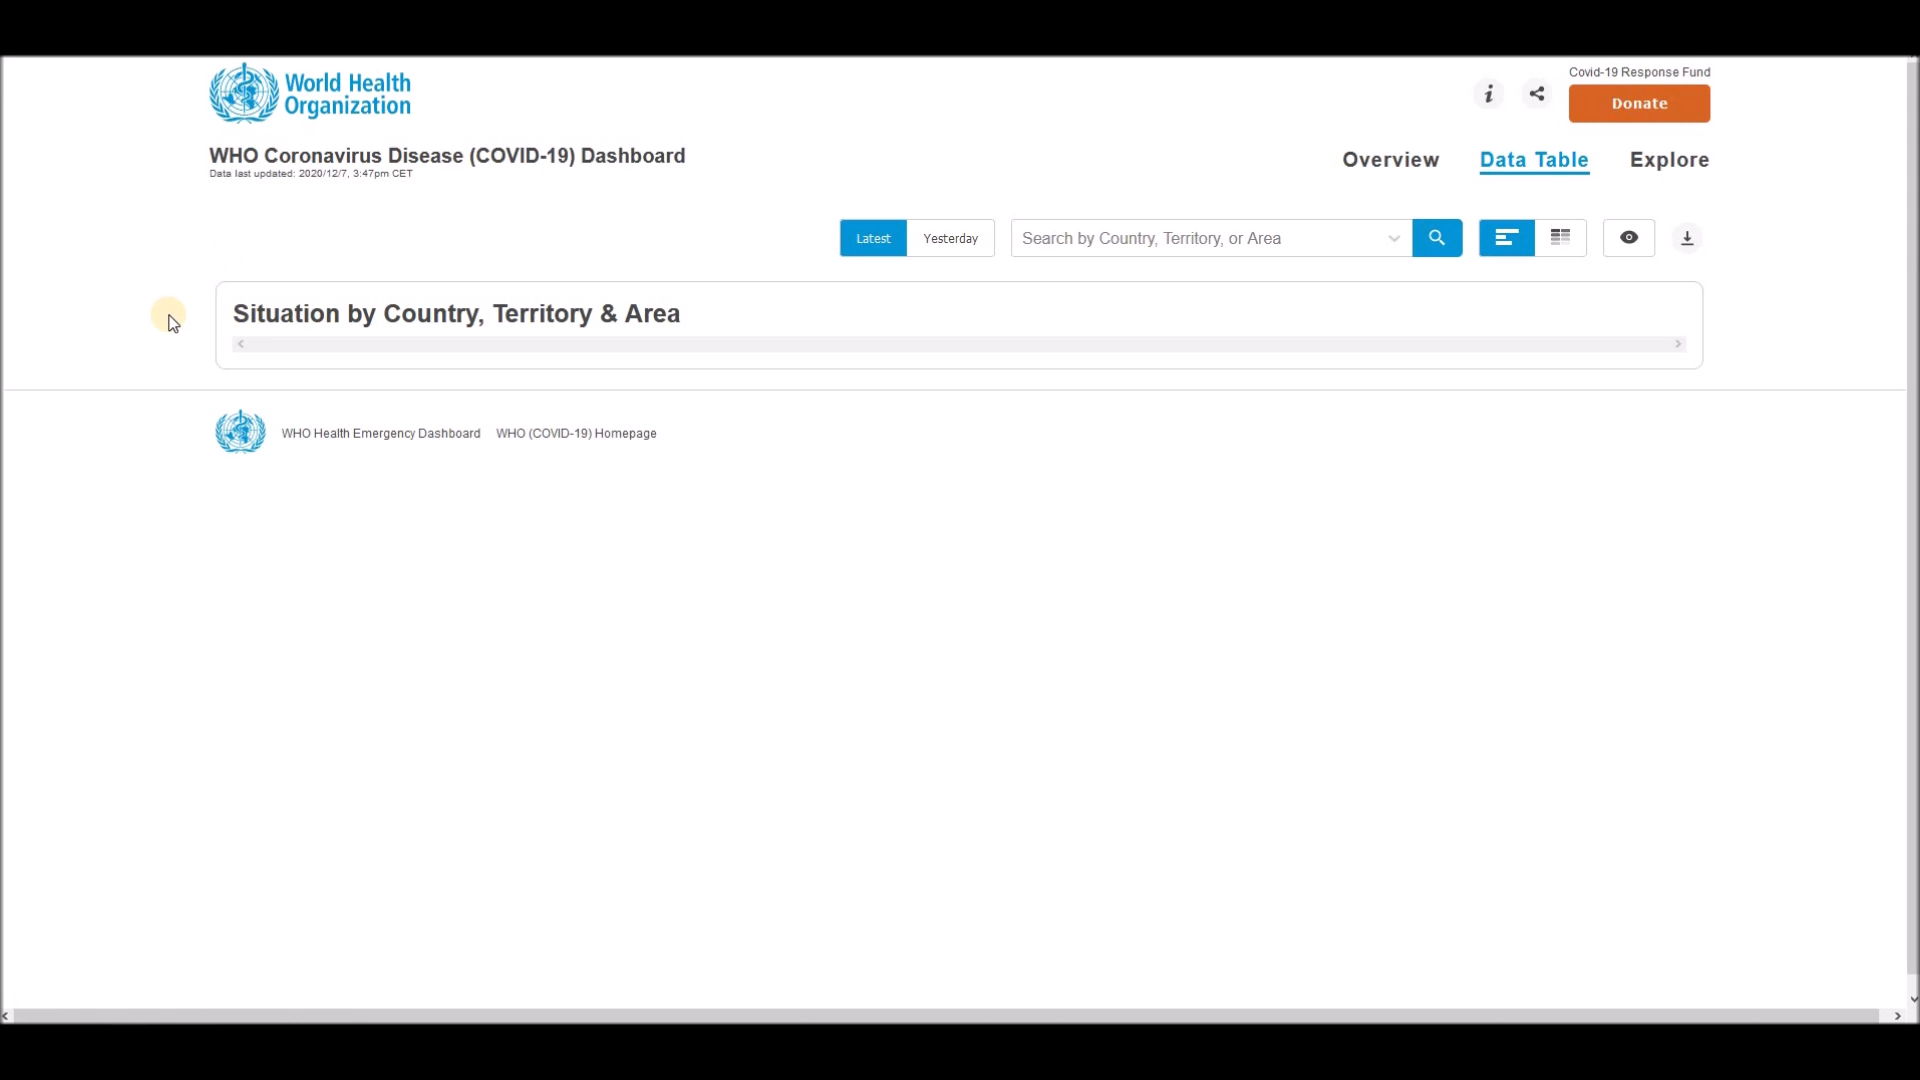 World Health
Organization
Covid-19 Response Fund
Donate
WHO Coronavirus Disease (COVID-19) Dashboard
Data last updated: 2020/12/7, 3:47pm CET
Overview Data Table Explore
Latest Yesterday Search by Country, Territory, or Area
Situation by Country, Territory & Area
WHO Health Emergency Dashboard WHO (COVID-19) Homepage